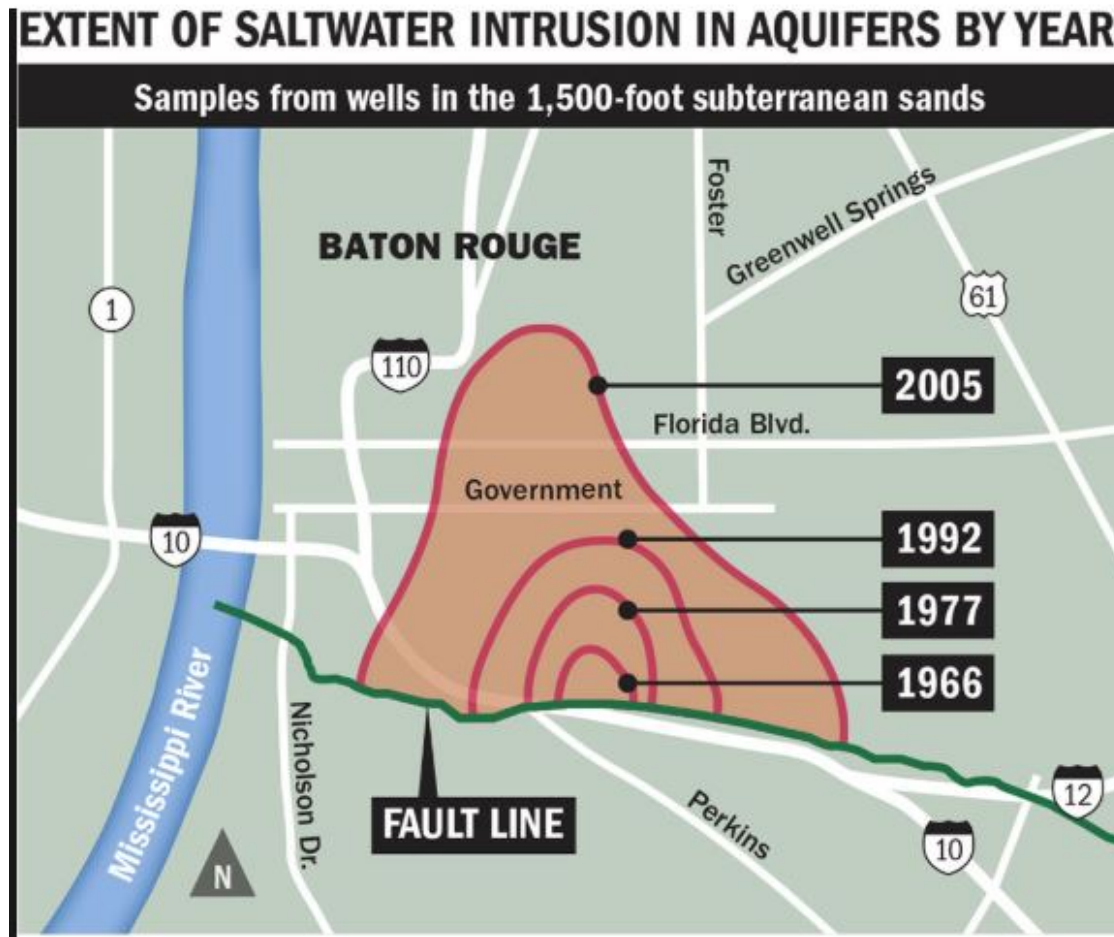 EXTENT OF SALTWATER INTRUSION IN AQUIFERS BY YEAR
Samples from wells in the 1,500-foot subterranean sands
Foster
Greenwell Springs
BATON ROUGE
1
61
110
2005
Florida Blvd.
Government
10
1992
1977
1966
Mississippi River
Nicholson Dr.
FAULT LINE
Perkins
12
10
N